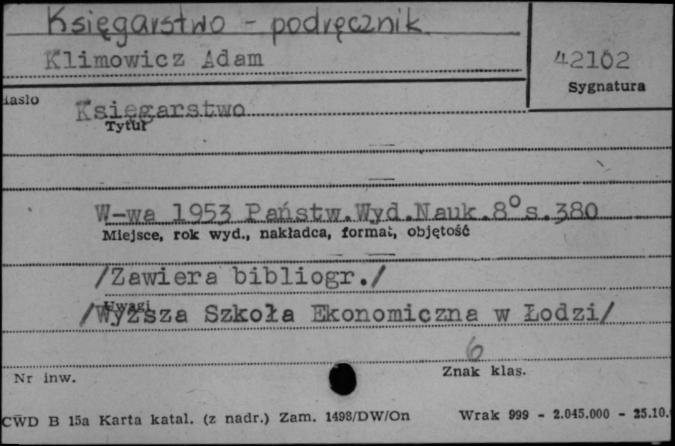 Księgarstwo - podręcznik
Klimowicz Adam
42102
Sygnatura
Księgarstwo
Tytuł
W-wa 1953 Państw.Wyd.Nauk.8° s.380
Miejsce, rok wyd., nakładca, format, objętość
/Zawiera bibliogr./
Uwagi
/Wyższa Szkoła Ekonomiczna w Łodzi/
6
Nr inw.
Znak klas.
CWD B 15a Karta katal. (z nadr.) Zam. 1498/DW/On Wrak 999 - 2.045.000 - 25.10.